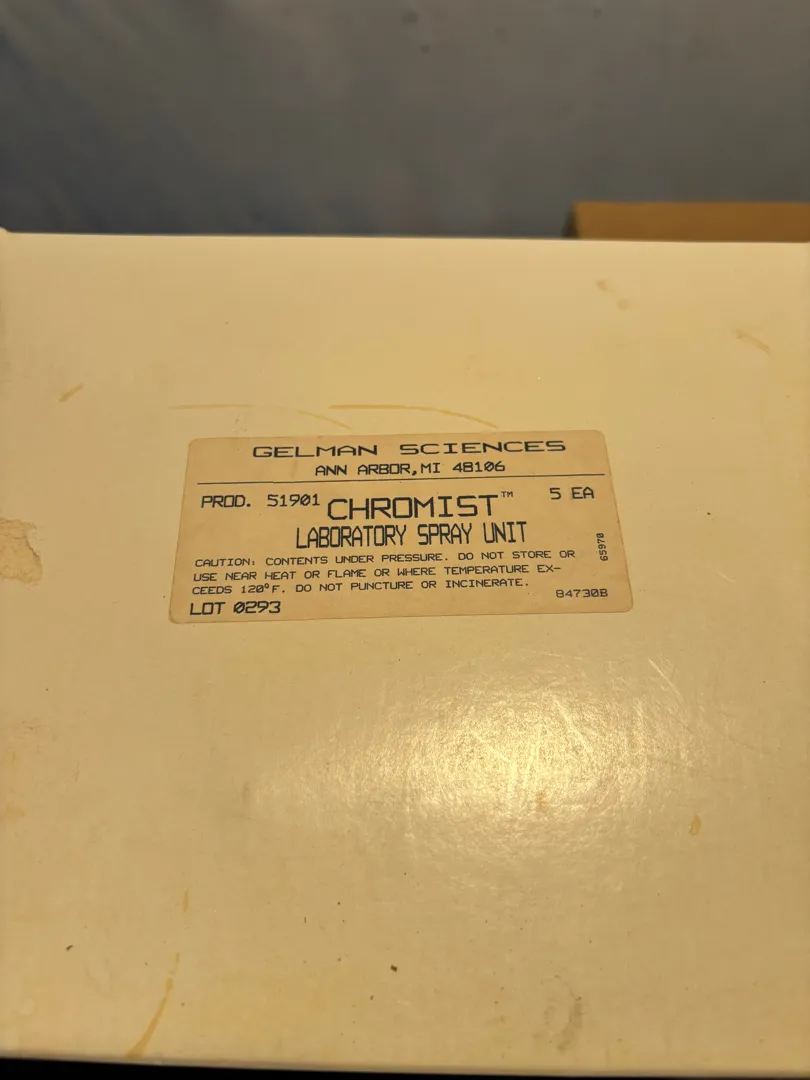 GELMAN SCIENCES
ANN ARBOR, MI 48106
PROD. 51901 CHROMIST™ 5 EA
LABORATORY SPRAY UNIT
CAUTION: CONTENTS UNDER PRESSURE. DO NOT STORE OR
USE NEAR HEAT OR FLAME OR WHERE TEMPERATURE EX-
CEEDS 120°F. DO NOT PUNCTURE OR INCINERATE.
LOT 0293
84730B
65970